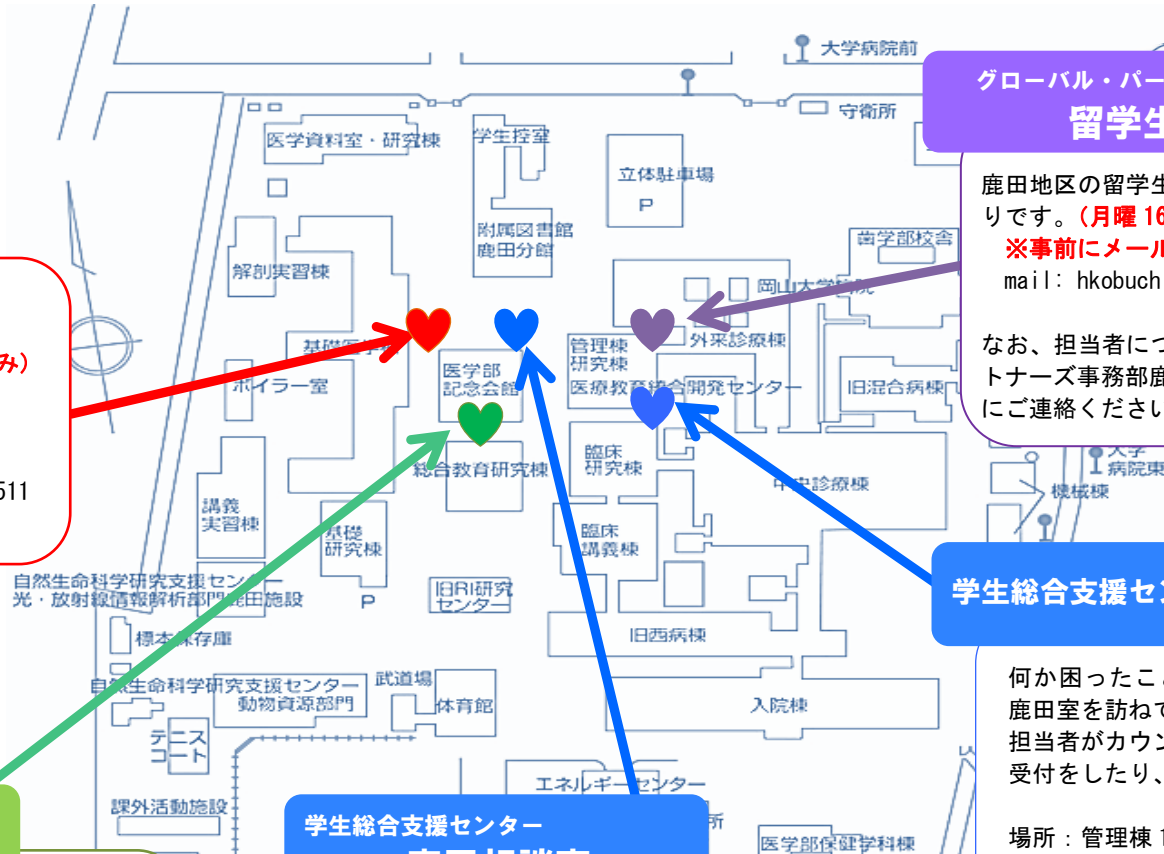 大学病院前
グローバル・パー
留学生
守衛所
医学資料室・研究棟
学生控室
立体駐車場
P
鹿田地区の留学生
りです。(月曜 16
※事前にメール
mail: hkobuch
附属図書館
鹿田分館
歯学部校舎
解剖実習棟
岡山大学病院
なお、担当者につ
トナーズ事務部鹿
にご連絡ください
み)
511
管理棟
研究棟
外来診療棟
医学部
記念会館
ボイラー室
医療教育統合開発センター
旧混合病棟
総合教育研究棟
臨床
研究棟
中央診療棟
大学
病院東
機械棟
講義
実習棟
基礎
研究棟
臨床
講義棟
自然生命科学研究支援センター
光・放射線情報解析部門鹿田施設
P
旧RI研究
センター
学生総合支援セン
標本保存庫
旧西病棟
自然生命科学研究支援センター
動物資源部門
武道場
体育館
入院棟
何か困ったこ
鹿田室を訪ねて
担当者がカウン
受付をしたり、
テニス
コート
エネルギーセンター
課外活動施設
所
学生総合支援センター
医学部保健学科棟
場所：管理棟 1